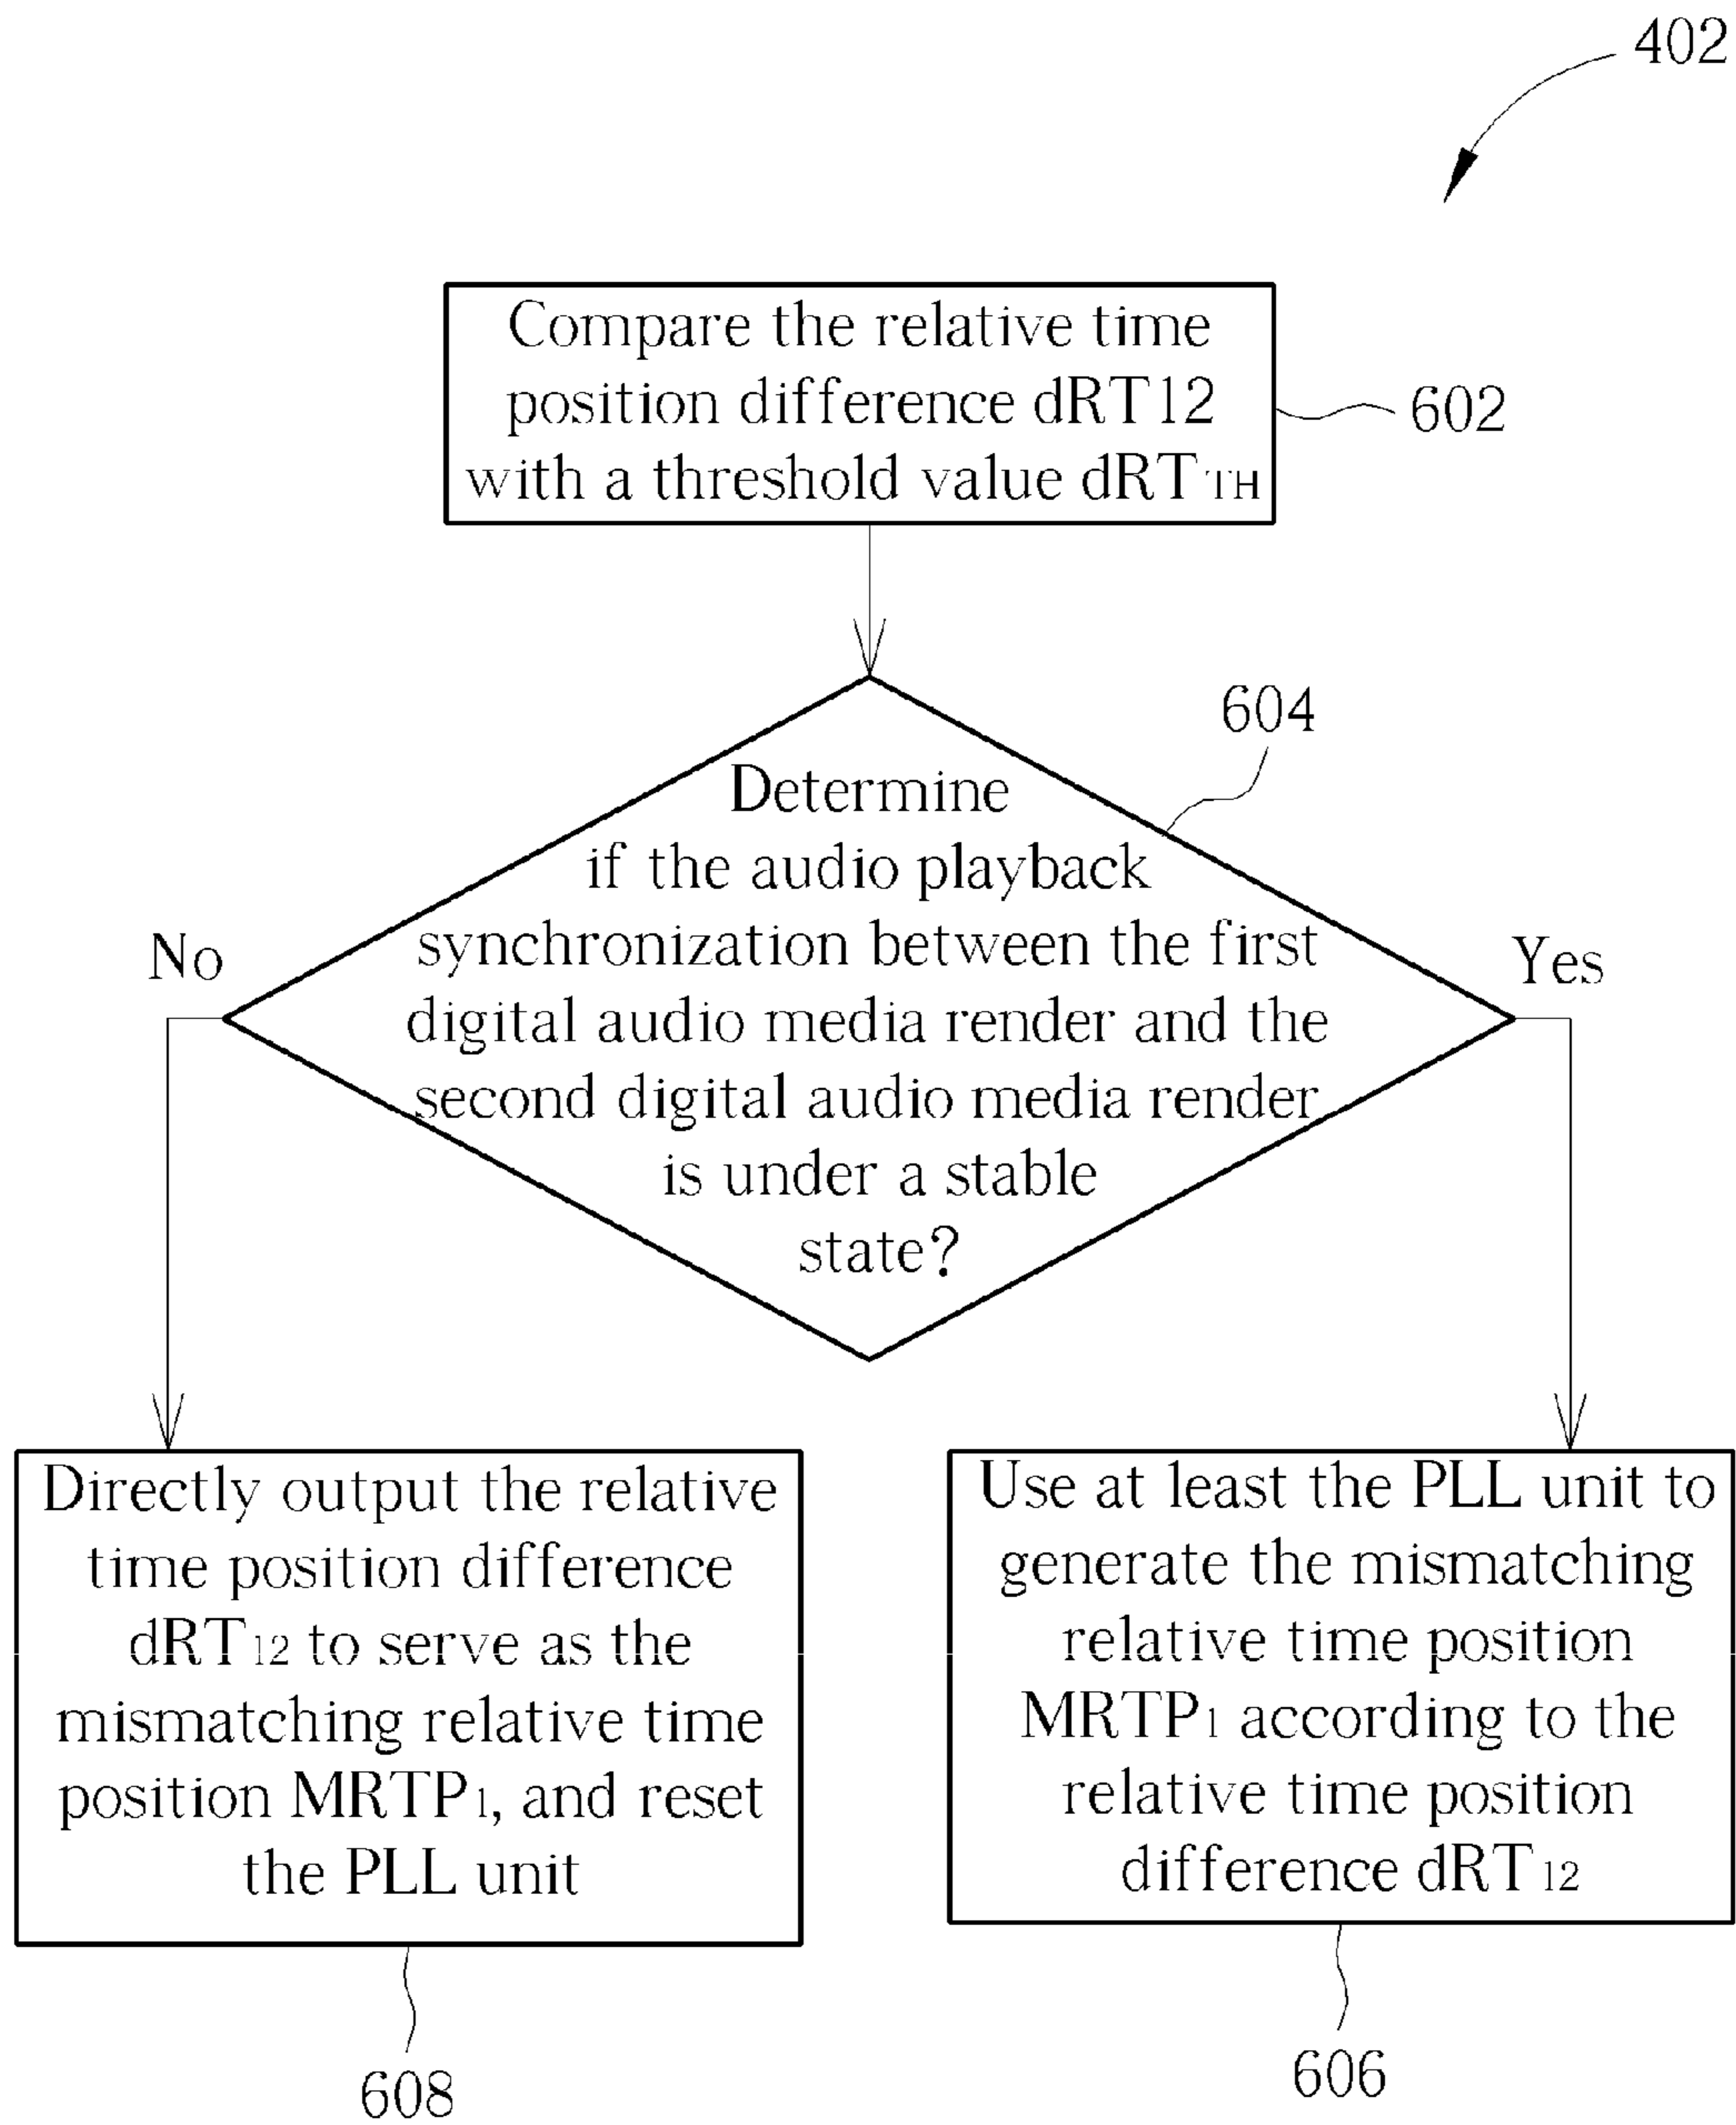 402
Compare the relative time
position difference dRT12
with a threshold value dRTTH
602
604
Determine
if the audio playback
synchronization between the first
digital audio media render and the
second digital audio media render
is under a stable
state?
No
Yes
Directly output the relative
time position difference
dRT12 to serve as the
mismatching relative time
position MRTP1, and reset
the PLL unit
608
Use at least the PLL unit to
generate the mismatching
relative time position
MRTP1 according to the
relative time position
difference dRT12
606